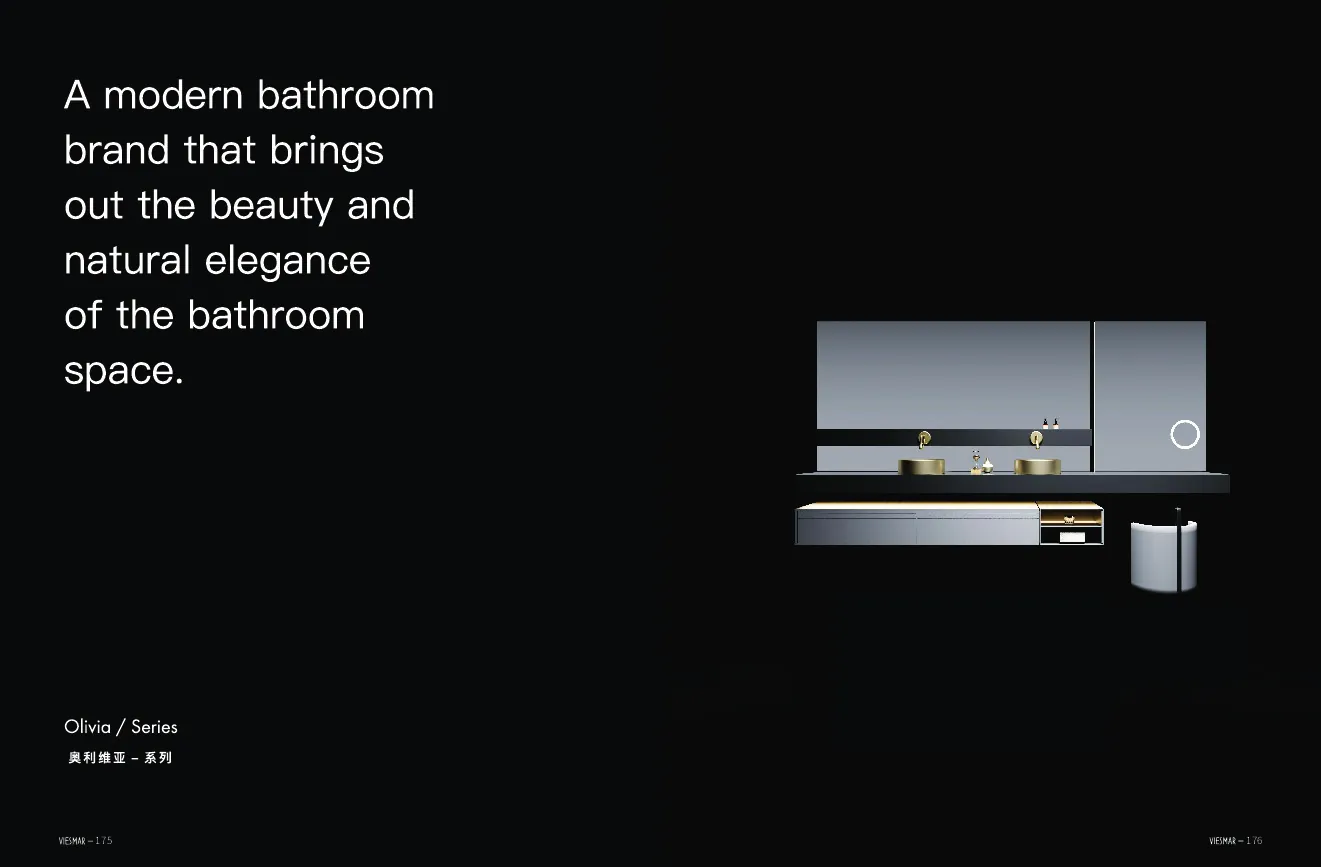 A modern bathroom
brand that brings
out the beauty and
natural elegance
of the bathroom
space.
Olivia / Series
奥利维亚 – 系列
VIESMAR – 175
VIESMAR – 176